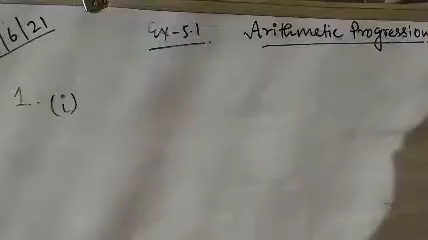 /6/21 Ex-5.1. Arithmetic Progression
1. (i)